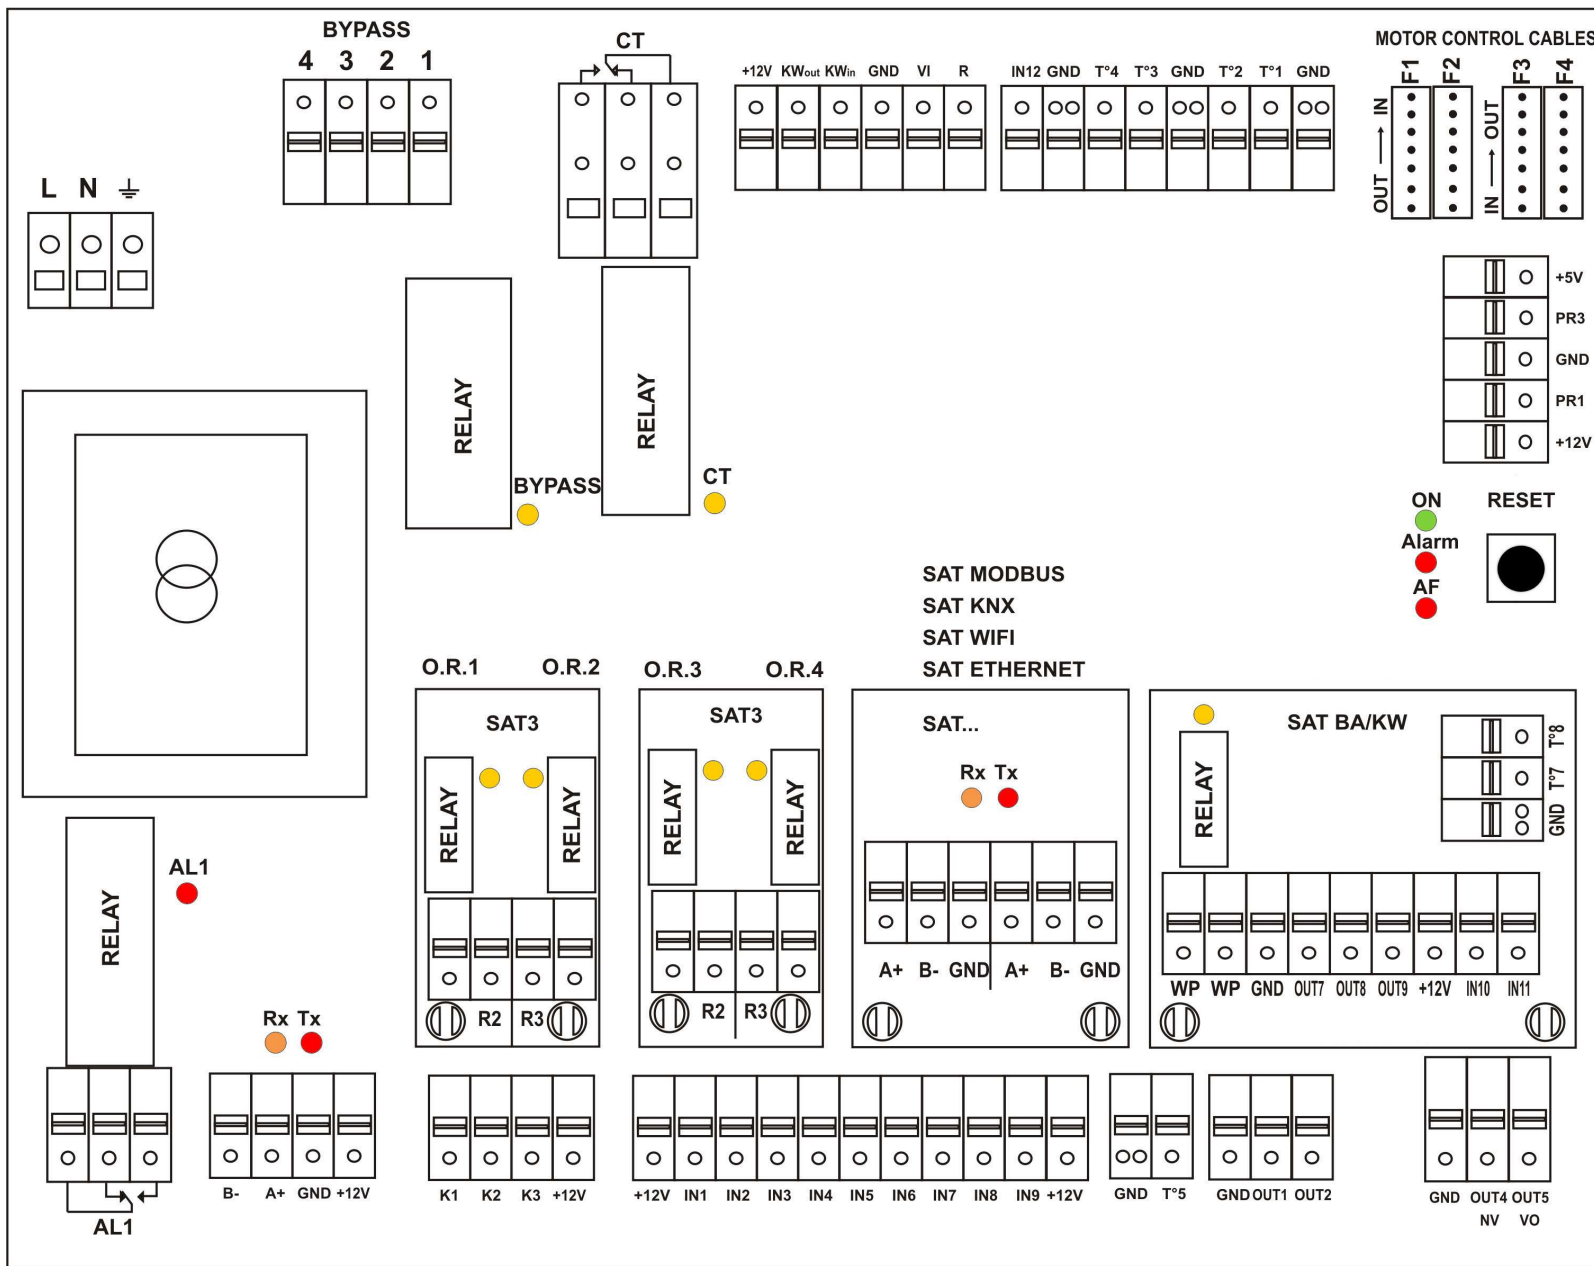 BYPASS
4 3 2 1
CT
+12V KWout KWin GND VI R
IN12 GND T°4 T°3 GND T°2 T°1 GND
MOTOR CONTROL CABLES
F1 F2 F3 F4
OUT → IN
IN → OUT
L N
+5V
PR3
GND
PR1
+12V
RELAY
RELAY
BYPASS
CT
ON
Alarm
AF
RESET
SAT MODBUS
SAT KNX
SAT WIFI
SAT ETHERNET
O.R.1 O.R.2
SAT3
RELAY RELAY
R2 R3
O.R.3 O.R.4
SAT3
RELAY RELAY
R2 R3
SAT...
Rx Tx
A+ B- GND A+ B- GND
SAT BA/KW
RELAY
T°8
T°7
GND
WP WP GND OUT7 OUT8 OUT9 +12V IN10 IN11
RELAY
AL1
Rx Tx
AL1
B- A+ GND +12V
K1 K2 K3 +12V
+12V IN1 IN2 IN3 IN4 IN5 IN6 IN7 IN8 IN9 +12V
GND T°5
GND OUT1 OUT2
GND OUT4 OUT5
NV VO